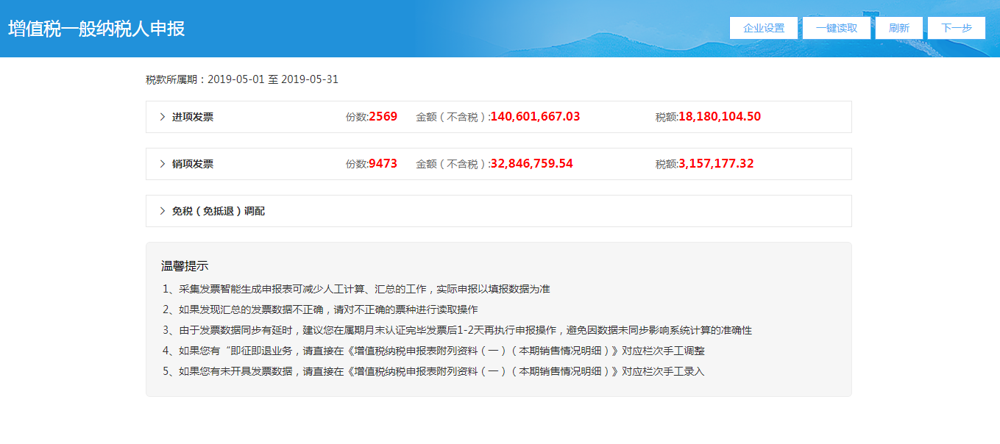 增值税一般纳税人申报
企业设置 一键读取 刷新 下一步
税款所属期：2019-05-01 至 2019-05-31
进项发票 份数:2569 金额（不含税）:140,601,667.03 税额:18,180,104.50
销项发票 份数:9473 金额（不含税）:32,846,759.54 税额:3,157,177.32
免税（免抵退）调配
温馨提示
1、采集发票智能生成申报表可减少人工计算、汇总的工作，实际申报以填报数据为准
2、如果发现汇总的发票数据不正确，请对不正确的票种进行读取操作
3、由于发票数据同步有延时，建议您在属期月末认证完毕发票后1-2天再执行申报操作，避免因数据未同步影响系统计算的准确性
4、如果您有“即征即退业务，请直接在《增值税纳税申报表附列资料（一）（本期销售情况明细）》对应栏次手工调整
5、如果您有未开具发票数据，请直接在《增值税纳税申报表附列资料（一）（本期销售情况明细）》对应栏次手工录入